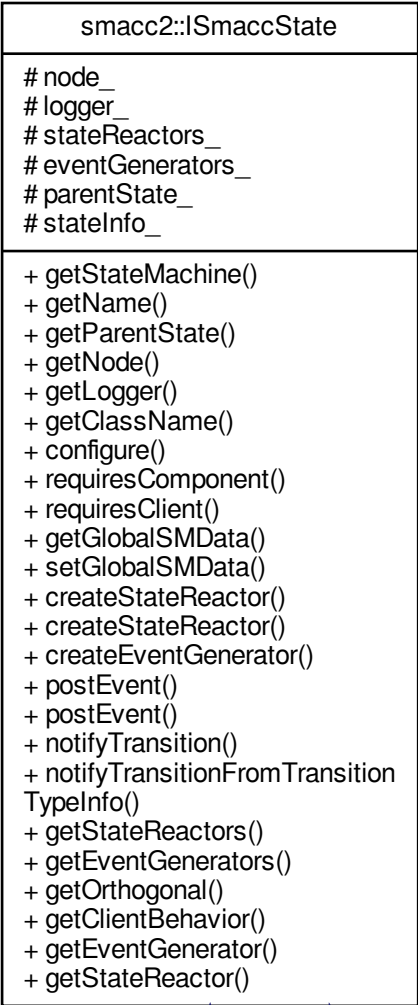 smacc2::ISmaccState
# node_
# logger_
# stateReactors_
# eventGenerators_
# parentState_
# stateInfo_
+ getStateMachine()
+ getName()
+ getParentState()
+ getNode()
+ getLogger()
+ getClassName()
+ configure()
+ requiresComponent()
+ requiresClient()
+ getGlobalSMData()
+ setGlobalSMData()
+ createStateReactor()
+ createStateReactor()
+ createEventGenerator()
+ postEvent()
+ postEvent()
+ notifyTransition()
+ notifyTransitionFromTransition
TypeInfo()
+ getStateReactors()
+ getEventGenerators()
+ getOrthogonal()
+ getClientBehavior()
+ getEventGenerator()
+ getStateReactor()